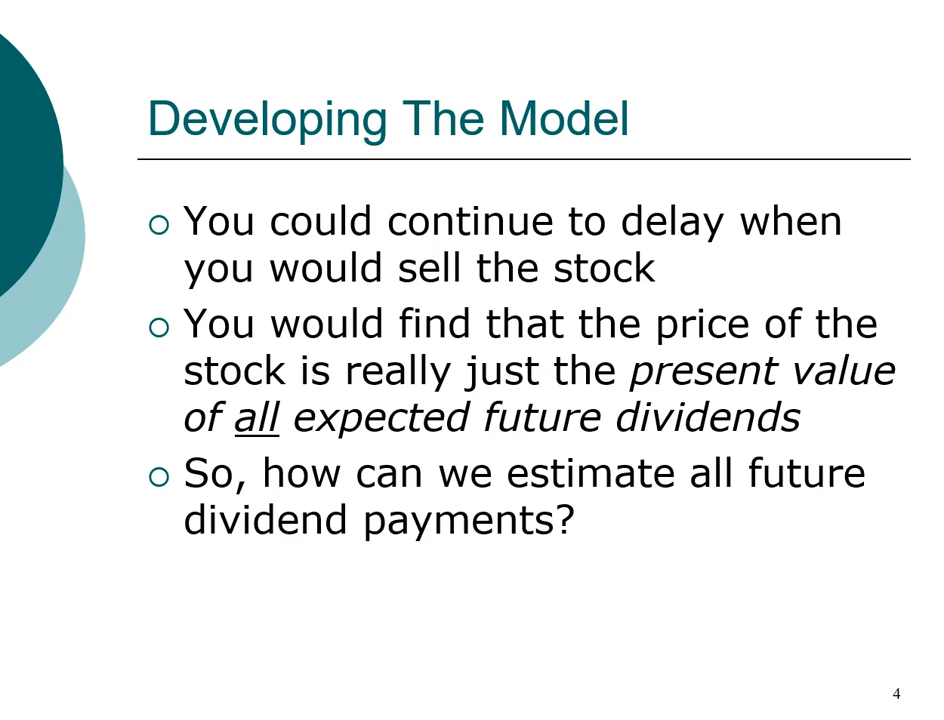 Developing The Model
You could continue to delay when
you would sell the stock
You would find that the price of the
stock is really just the present value
of all expected future dividends
So, how can we estimate all future
dividend payments?
4